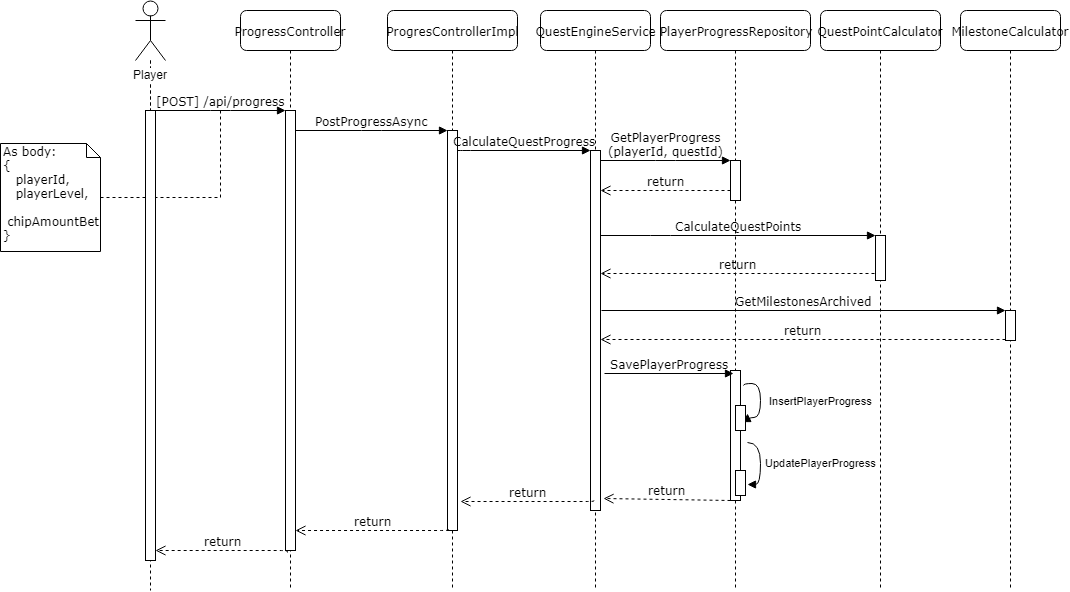 ProgressController
ProgresControllerImpl
QuestEngineService
PlayerProgressRepository
QuestPointCalculator
MilestoneCalculator
Player
[POST] /api/progress
PostProgressAsync
CalculateQuestProgress
GetPlayerProgress
(playerId, questId)
As body:
{
playerId,
playerLevel,
chipAmountBet
}
return
CalculateQuestPoints
return
GetMilestonesArchived
return
SavePlayerProgress
InsertPlayerProgress
UpdatePlayerProgress
return
return
return
return